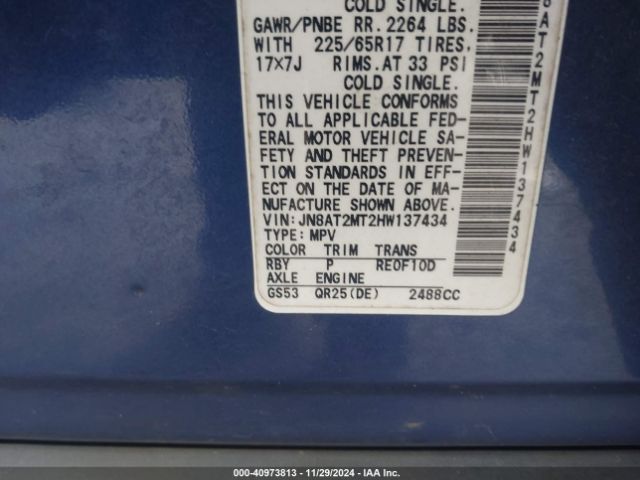 COLD SINGLE.
GAWR/PNBE RR. 2264 LBS.
WITH 225/65R17 TIRES.
17×7J RIMS. AT 33 PSI
COLD SINGLE.
THIS VEHICLE CONFORMS
TO ALL APPLICABLE FED-
ERAL MOTOR VEHICLE SA-
FETY AND THEFT PREVEN-
TION STANDARDS IN EFF-
ECT ON THE DATE OF MA-
NUFACTURE SHOWN ABOVE.
VIN: JN8AT2MT2HW137434
TYPE: MPV
COLOR TRIM TRANS
RBY P RE0F10D
AXLE ENGINE
GS53 QR25(DE) 2488CC
8AT2MT2HW137434
000-40973813 - 11/29/2024 - IAA Inc.